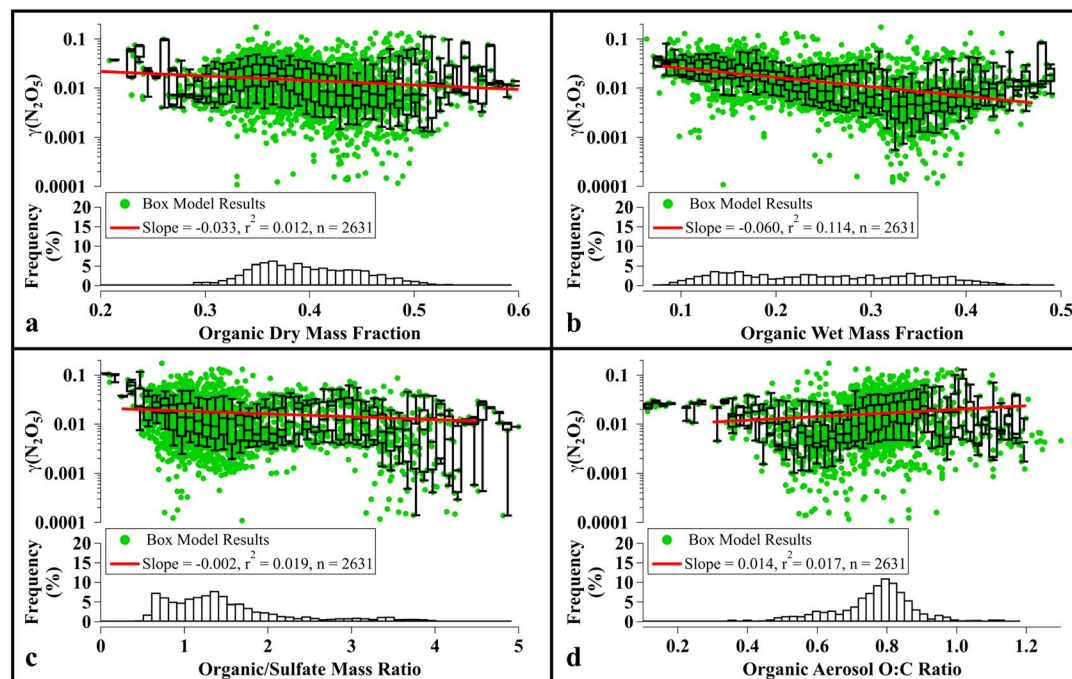 0.1
0.01
0.001
0.0001
γ(N₂O₅)
Box Model Results
Slope = -0.033, r² = 0.012, n = 2631
20
15
10
5
0
Frequency
(%)
0.2 0.3 0.4 0.5 0.6
Organic Dry Mass Fraction
a
0.1
0.01
0.001
0.0001
γ(N₂O₅)
Box Model Results
Slope = -0.060, r² = 0.114, n = 2631
20
15
10
5
0
Frequency
(%)
0.1 0.2 0.3 0.4 0.5
Organic Wet Mass Fraction
b
0.1
0.01
0.001
0.0001
γ(N₂O₅)
Box Model Results
Slope = -0.002, r² = 0.019, n = 2631
20
15
10
5
0
Frequency
(%)
0 1 2 3 4 5
Organic/Sulfate Mass Ratio
c
0.1
0.01
0.001
0.0001
γ(N₂O₅)
Box Model Results
Slope = 0.014, r² = 0.017, n = 2631
20
15
10
5
0
Frequency
(%)
0.2 0.4 0.6 0.8 1.0 1.2
Organic Aerosol O:C Ratio
d